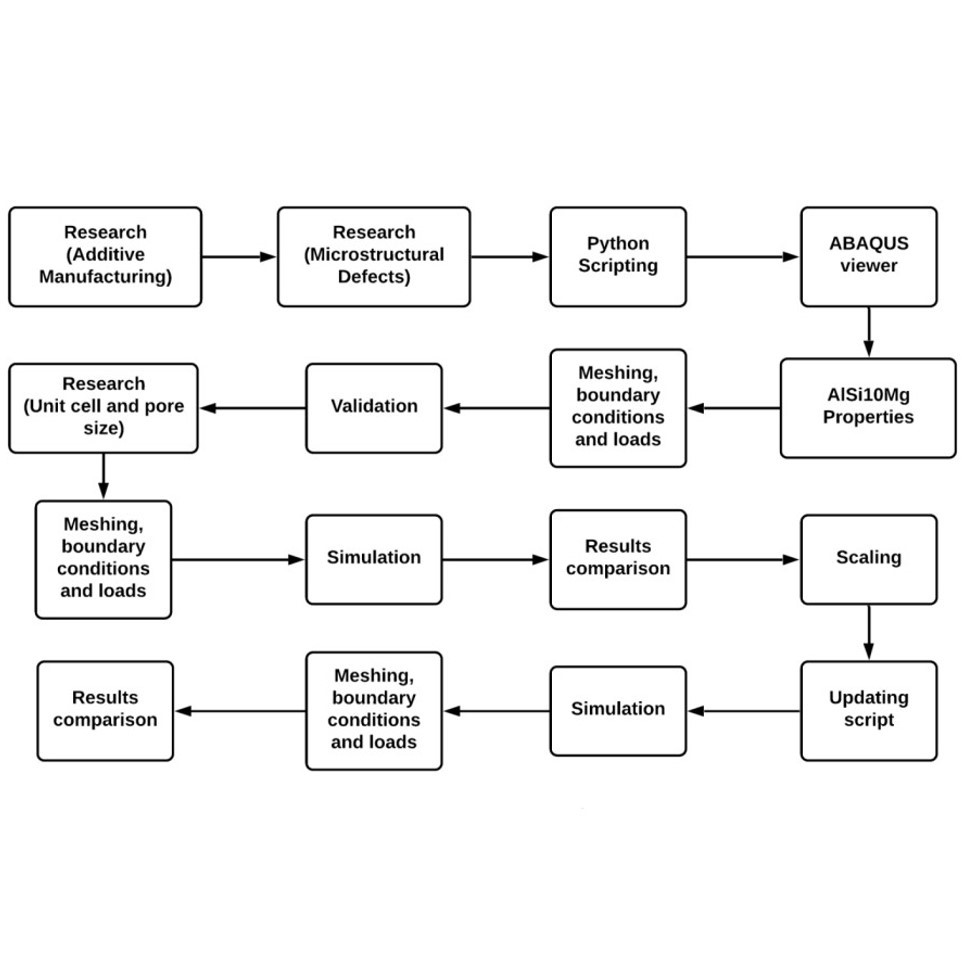 Research
(Additive
Manufacturing)
Research
(Microstructural
Defects)
Python
Scripting
ABAQUS
viewer
AlSi10Mg
Properties
Meshing,
boundary
conditions
and loads
Validation
Research
(Unit cell and pore
size)
Meshing,
boundary
conditions
and loads
Simulation
Results
comparison
Scaling
Updating
script
Simulation
Meshing,
boundary
conditions
and loads
Results
comparison